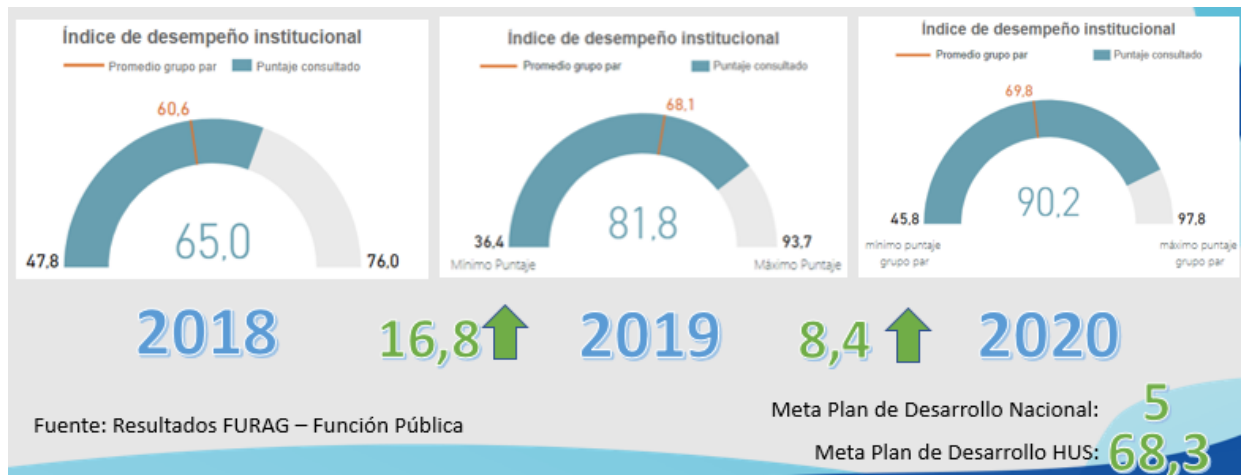 Índice de desempeño institucional
Promedio grupo par Puntaje consultado
60,6
65,0
47,8
76,0
Índice de desempeño institucional
Promedio grupo par Puntaje consultado
68,1
81,8
36,4
Mínimo Puntaje
93,7
Máximo Puntaje
Índice de desempeño institucional
Promedio grupo par Puntaje consultado
69,8
90,2
45,8
mínimo puntaje
grupo par
97,8
máximo puntaje
grupo par
2018 16,8 2019 8,4 2020
Fuente: Resultados FURAG – Función Pública
Meta Plan de Desarrollo Nacional: 5
Meta Plan de Desarrollo HUS: 68,3